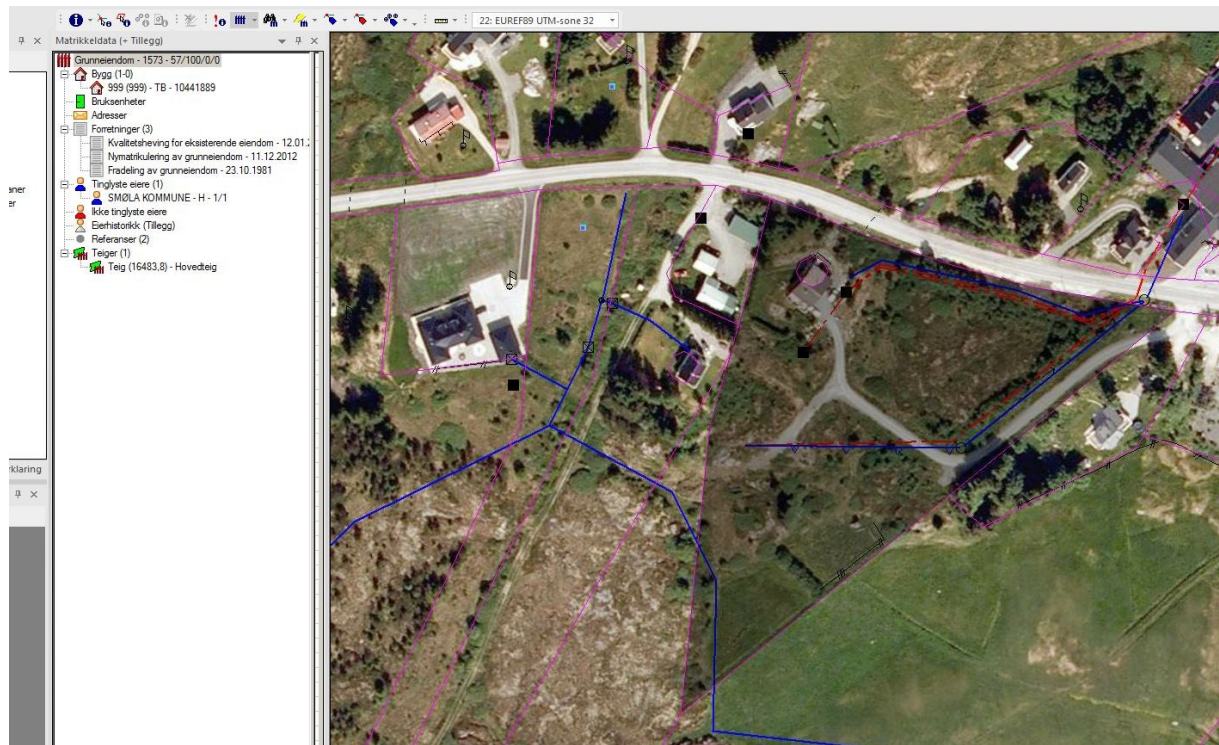 22: EUREF89 UTM-sone 32
Matrikkeldata (+ Tillegg)
Grunneiendom - 1573 - 57/100/0/0
Bygg (1-0)
999 (999) - TB - 10441889
Bruksenheter
Adresser
Forretninger (3)
Kvalitetsheving for eksisterende eiendom - 12.01.2
Nymatrikulering av grunneiendom - 11.12.2012
Fradeling av grunneiendom - 23.10.1981
Tinglyste eiere (1)
SMØLA KOMMUNE - H - 1/1
Ikke tinglyste eiere
Eierhistorikk (Tillegg)
Referanser (2)
Teiger (1)
Teig (16483,8) - Hovedteig
aner
er
rklaring